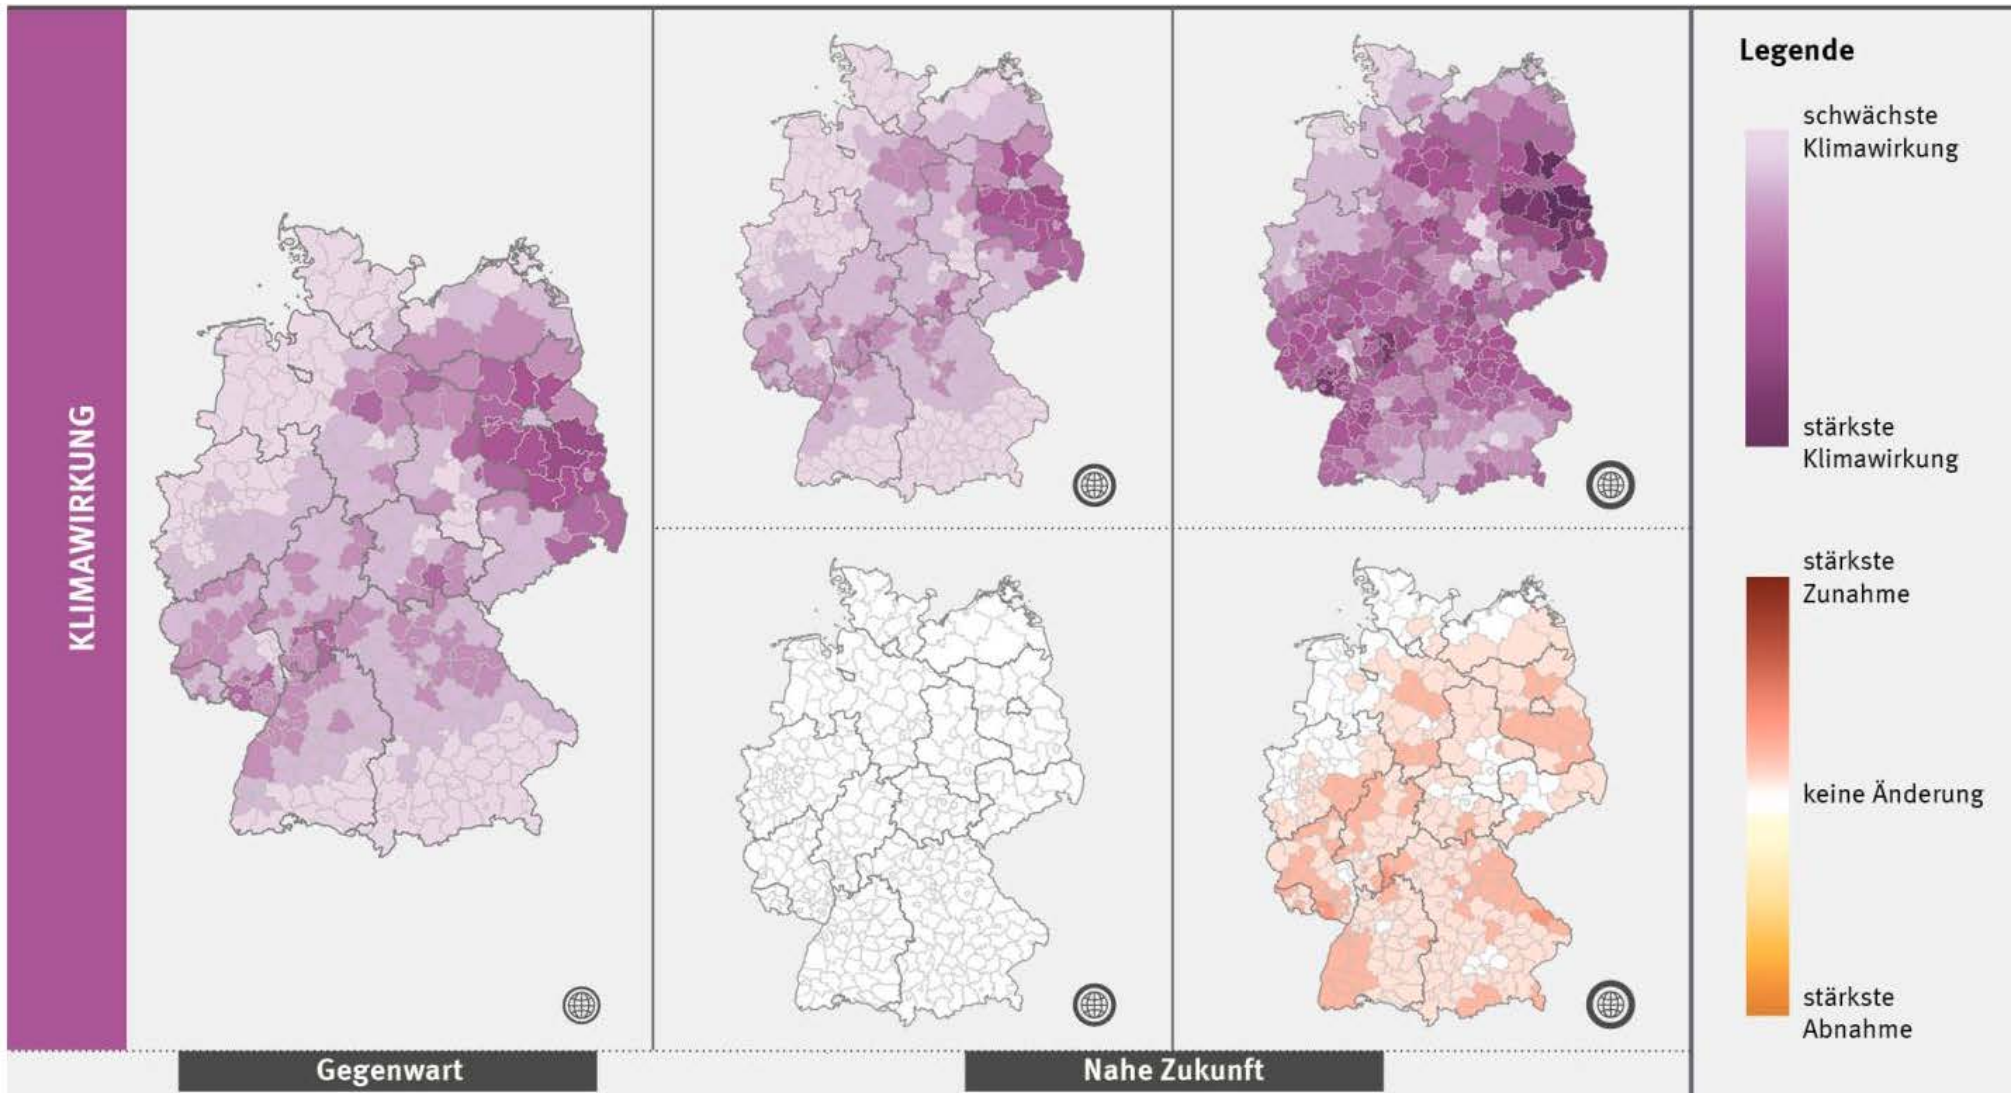 KLIMAWIRKUNG
Gegenwart
Nahe Zukunft
Legende
schwächste
Klimawirkung
stärkste
Klimawirkung
stärkste
Zunahme
keine Änderung
stärkste
Abnahme